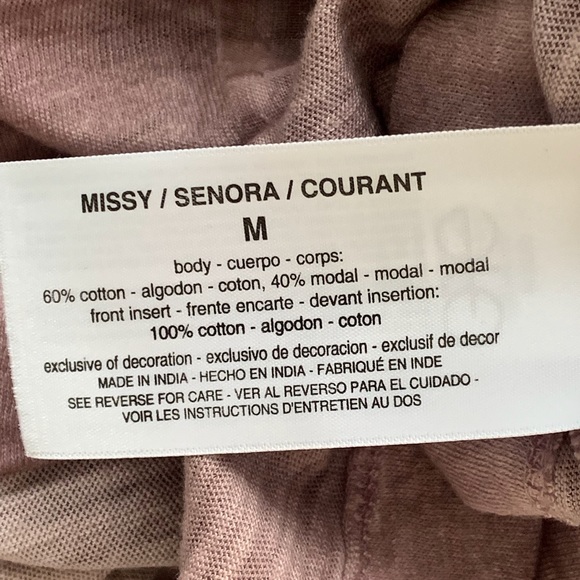 MISSY / SENORA / COURANT
M
body - cuerpo - corps:
60% cotton - algodon - coton, 40% modal - modal - modal
front insert - frente encarte - devant insertion:
100% cotton - algodon - coton
exclusive of decoration - exclusivo de decoracion - exclusif de decor
MADE IN INDIA - HECHO EN INDIA - FABRIQUÉ EN INDE
SEE REVERSE FOR CARE - VER AL REVERSO PARA EL CUIDADO -
VOIR LES INSTRUCTIONS D'ENTRETIEN AU DOS